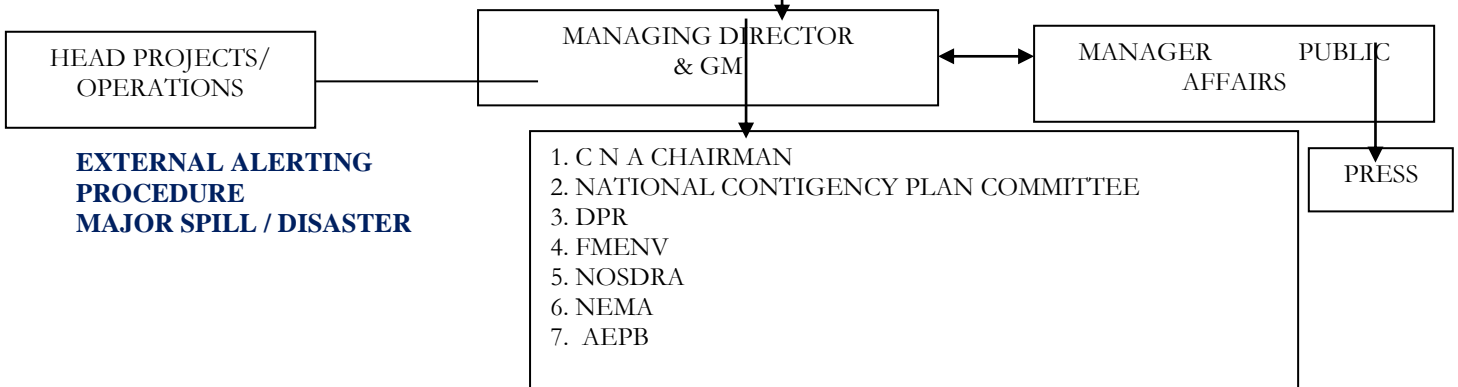 HEAD PROJECTS/
OPERATIONS
MANAGING DIRECTOR
& GM
MANAGER PUBLIC
AFFAIRS
EXTERNAL ALERTING
PROCEDURE
MAJOR SPILL / DISASTER
1. C N A CHAIRMAN
2. NATIONAL CONTIGENCY PLAN COMMITTEE
3. DPR
4. FMENV
5. NOSDRA
6. NEMA
7. AEPB
PRESS